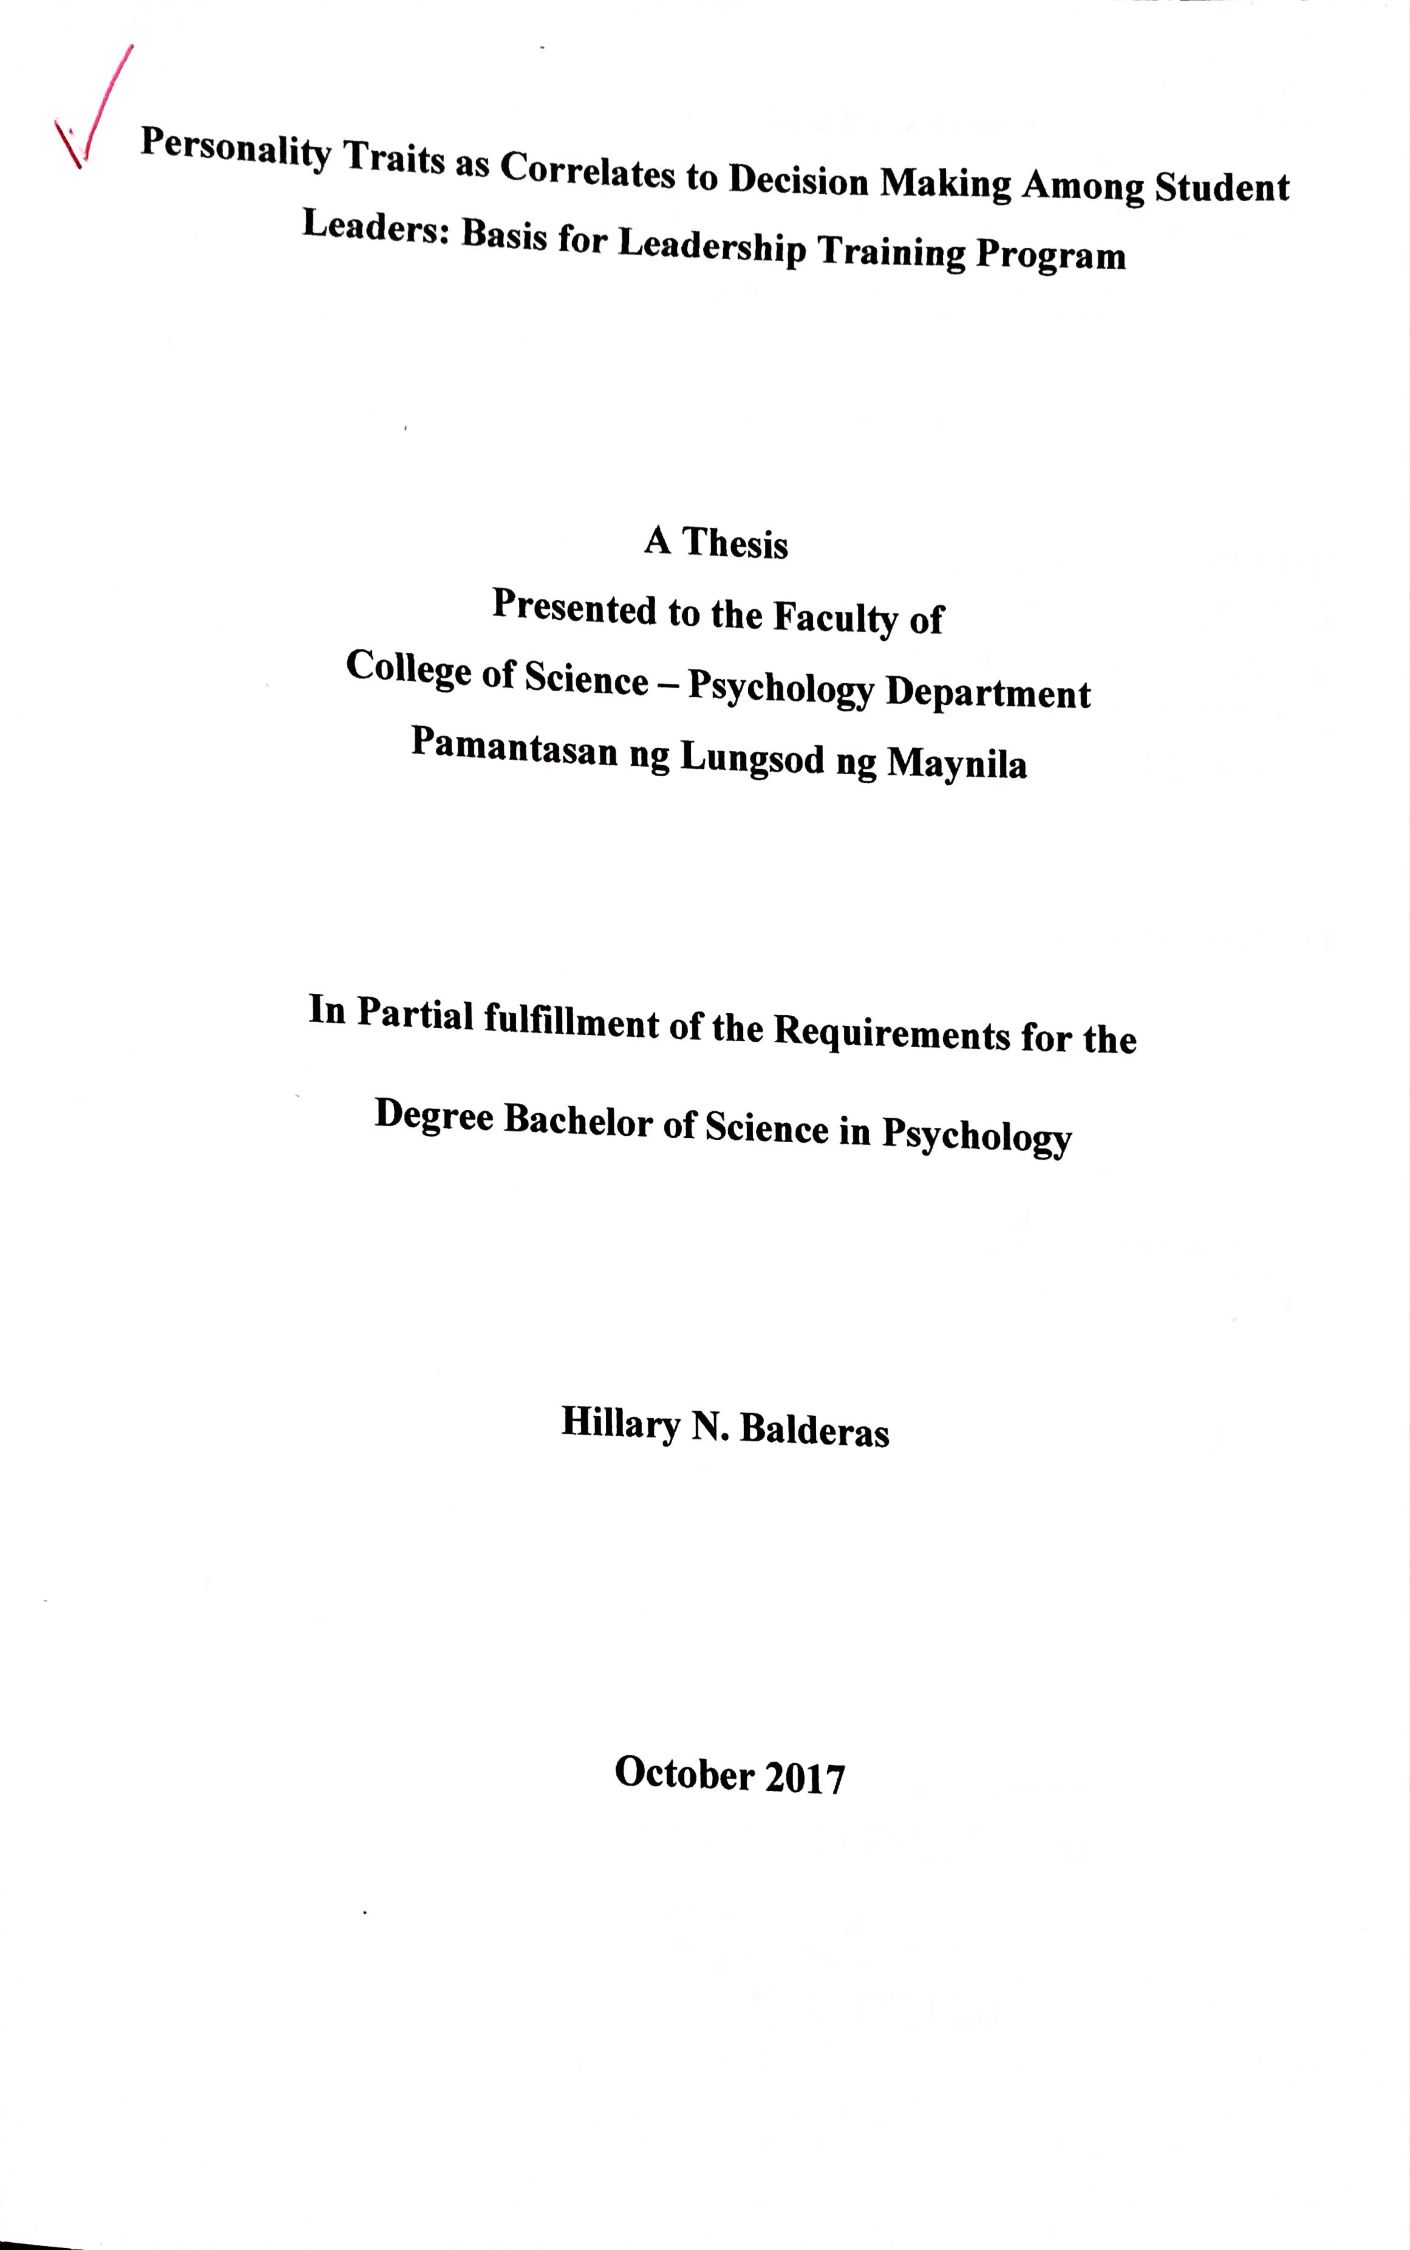 Personality Traits as Correlates to Decision Making Among Student
Leaders: Basis for Leadership Training Program
A Thesis
Presented to the Faculty of
College of Science – Psychology Department
Pamantasan ng Lungsod ng Maynila
In Partial fulfillment of the Requirements for the
Degree Bachelor of Science in Psychology
Hillary N. Balderas
October 2017